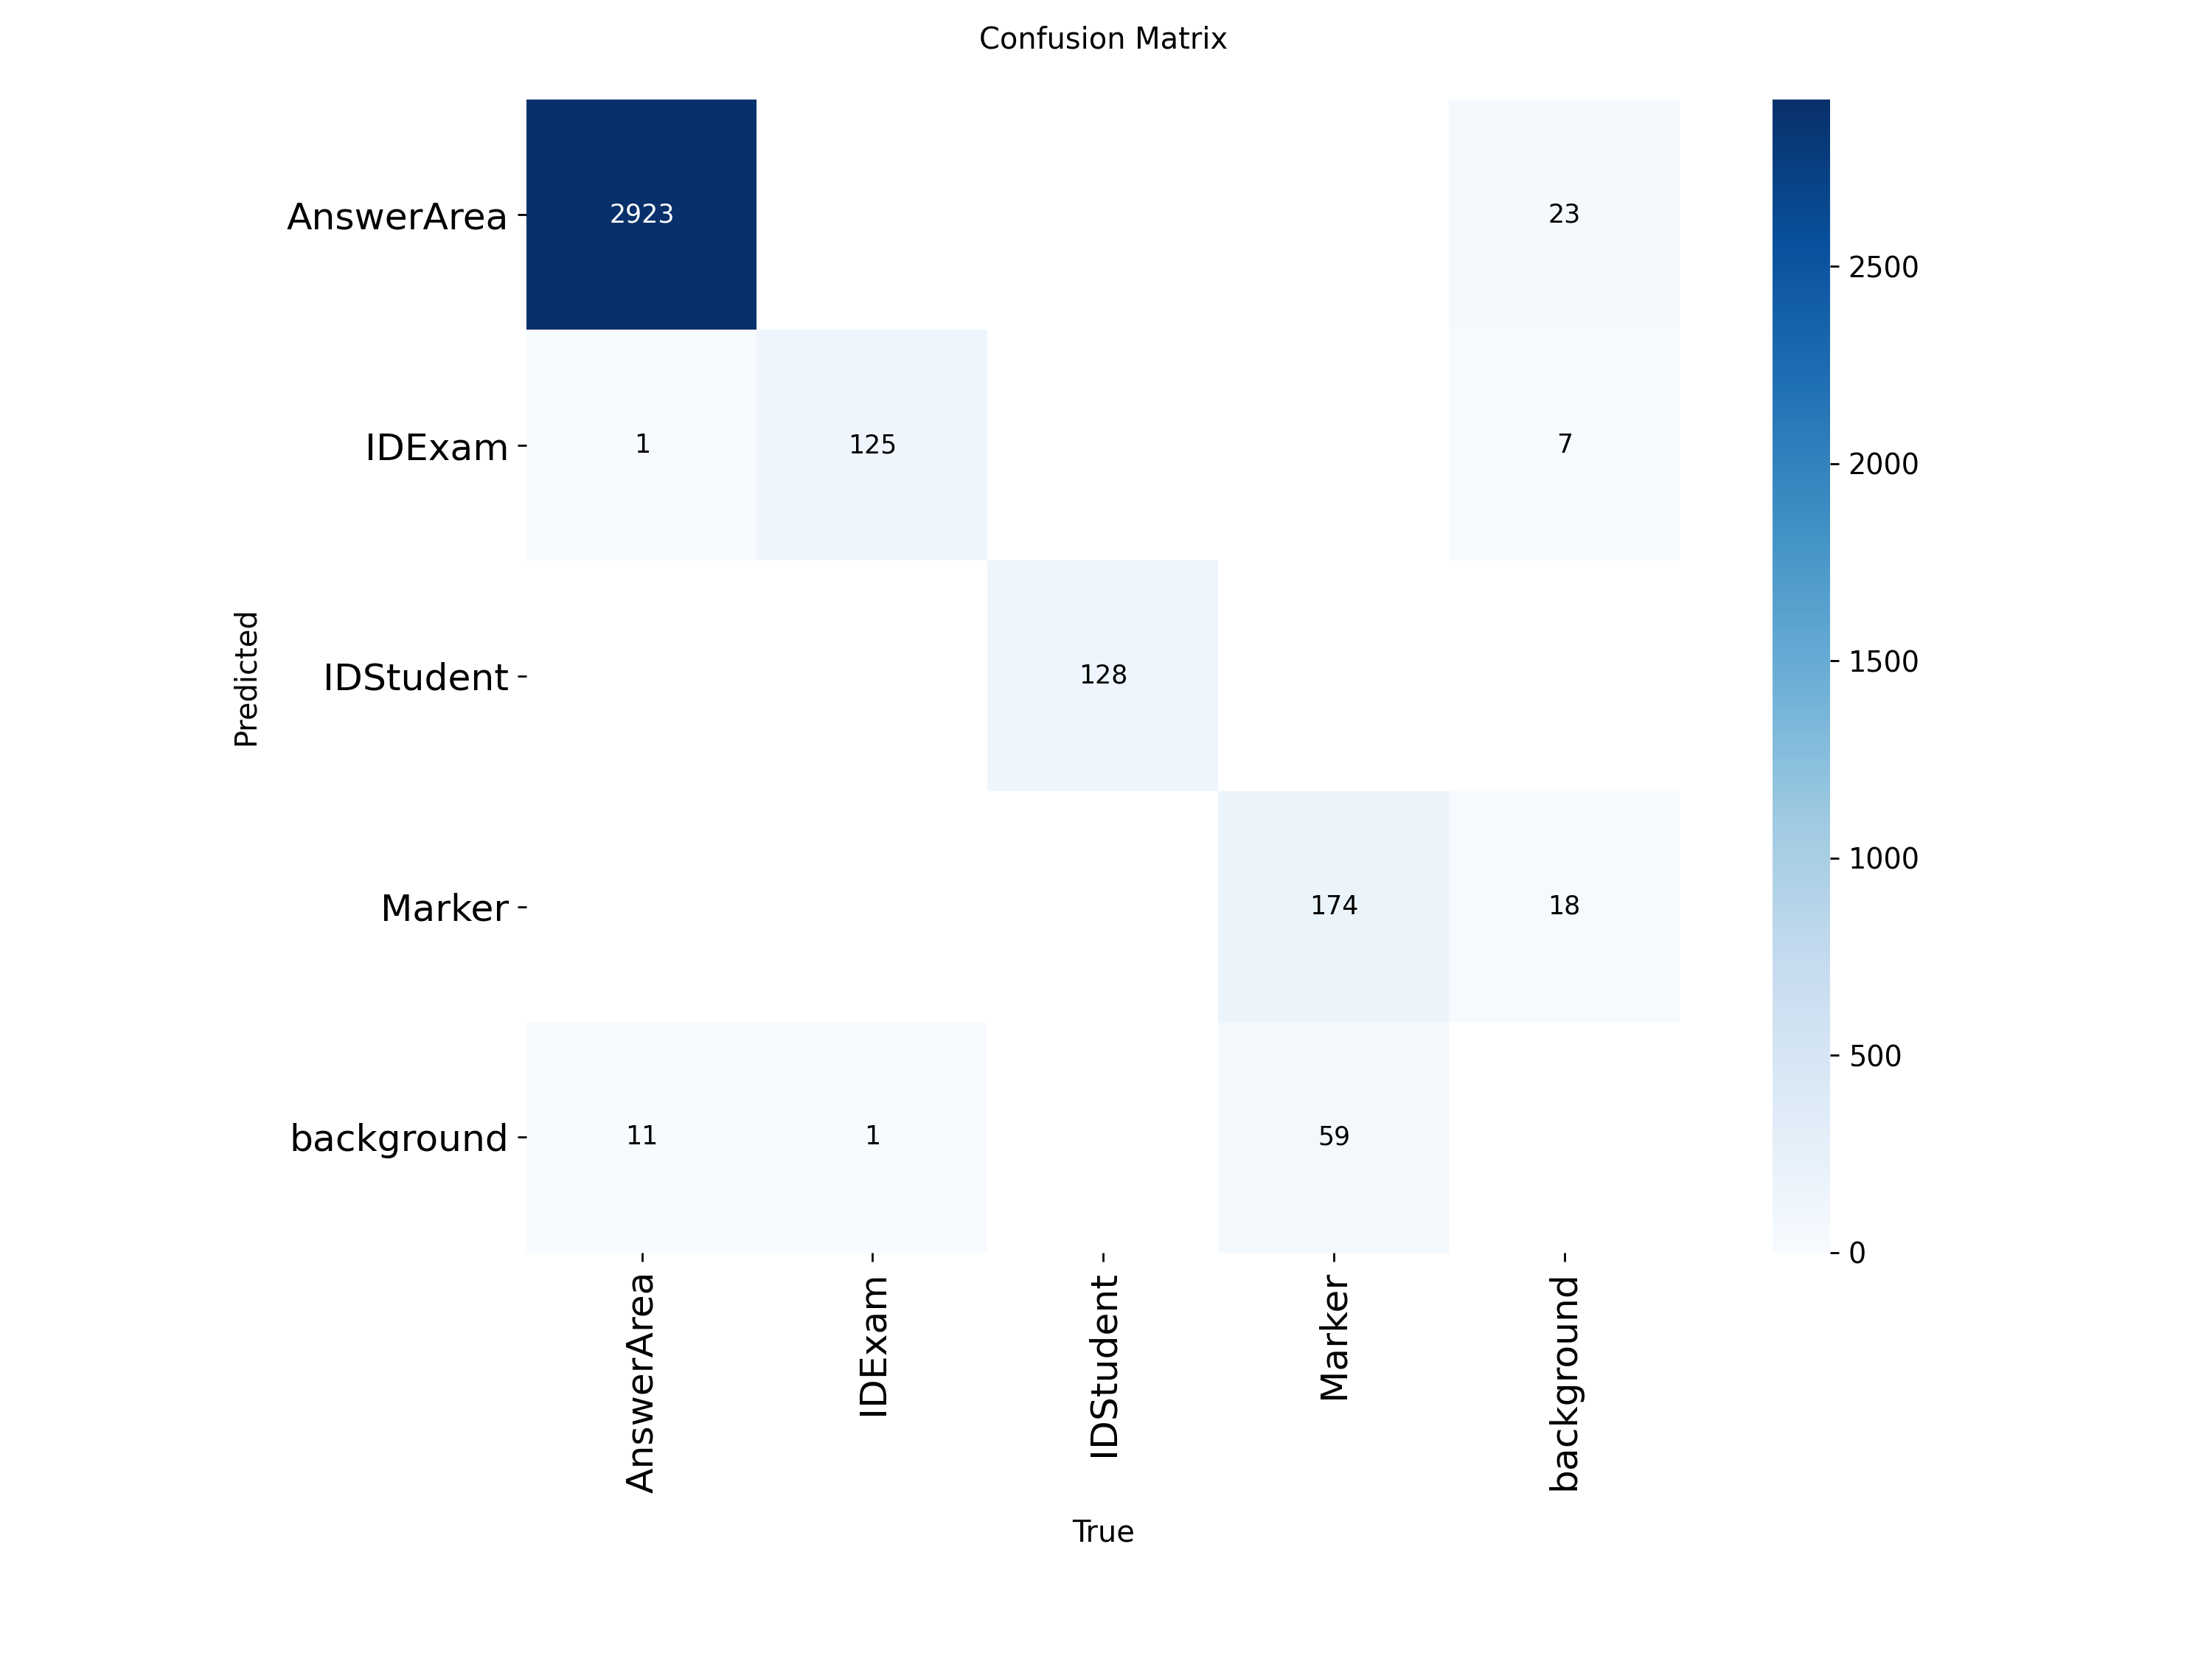 Confusion Matrix
AnswerArea
2923
23
2500
IDExam
1
125
7
2000
Predicted
IDStudent
128
1500
Marker
174
18
1000
background
11
1
59
500
0
AnswerArea
IDExam
IDStudent
Marker
background
True